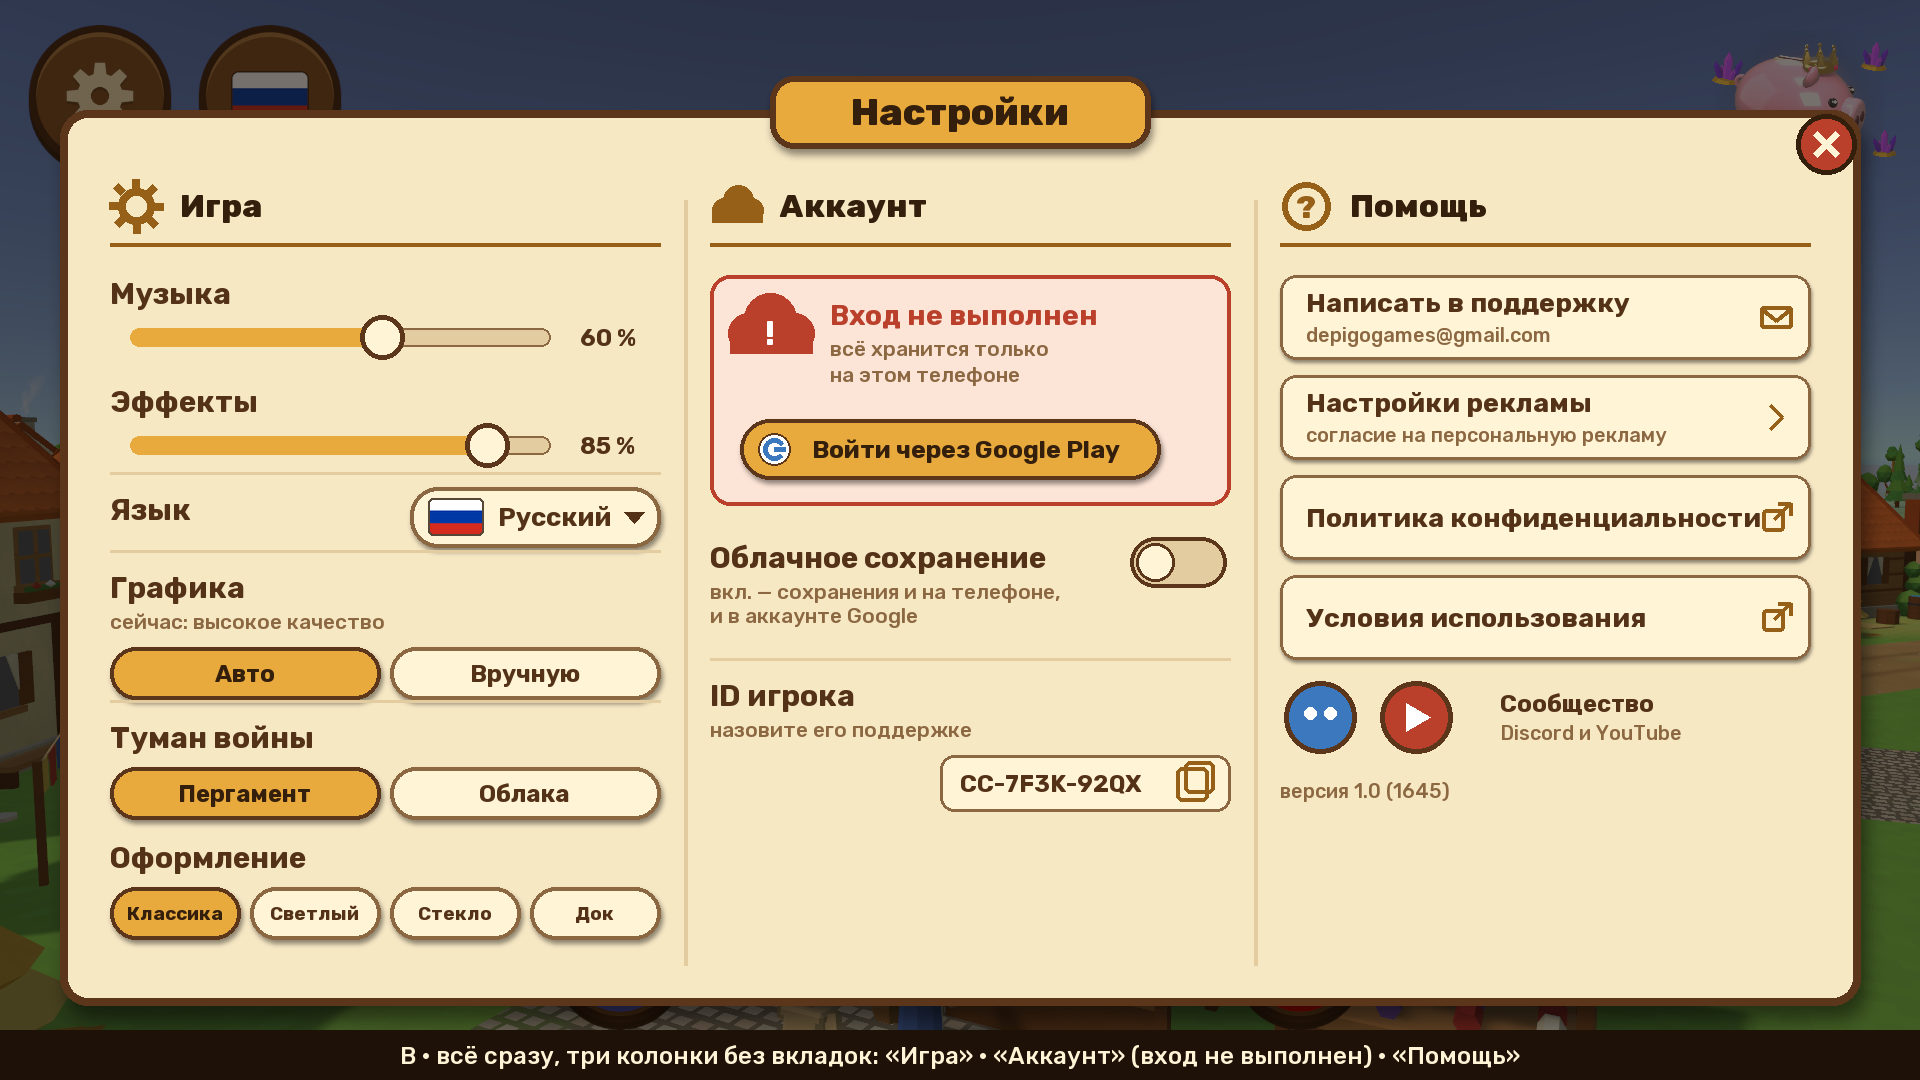 Настройки
Игра
Музыка
60 %
Эффекты
85 %
Язык
Русский
Графика
сейчас: высокое качество
Авто
Вручную
Туман войны
Пергамент
Облака
Оформление
Классика
Светлый
Стекло
Док
Аккаунт
!
Вход не выполнен
всё хранится только
на этом телефоне
G
Войти через Google Play
Облачное сохранение
вкл. — сохранения и на телефоне,
и в аккаунте Google
ID игрока
назовите его поддержке
CC-7F3K-92QX
?
Помощь
Написать в поддержку
depigogames@gmail.com
Настройки рекламы
согласие на персональную рекламу
Политика конфиденциальности
Условия использования
Сообщество
Discord и YouTube
версия 1.0 (1645)
В • всё сразу, три колонки без вкладок: «Игра» • «Аккаунт» (вход не выполнен) • «Помощь»